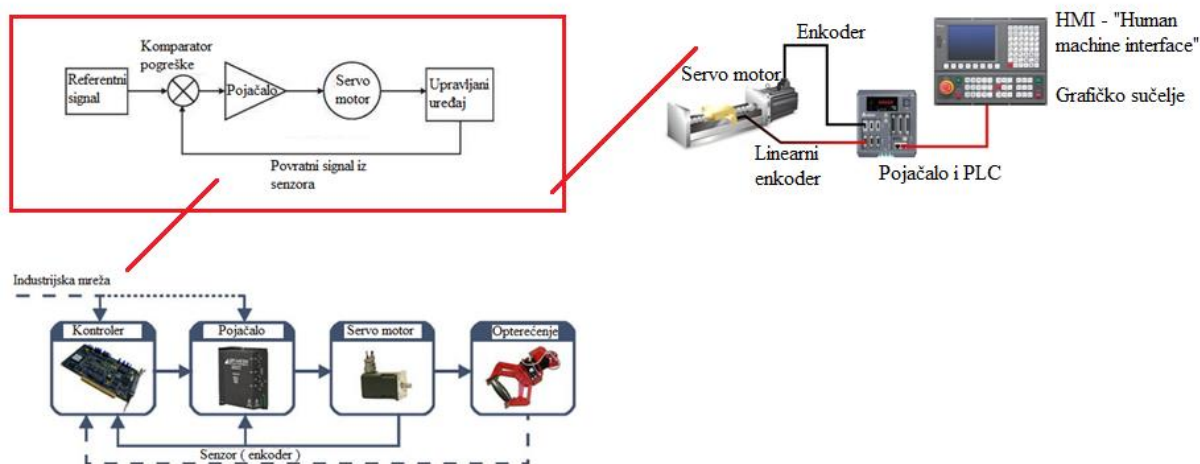 Komparator
pogreške
Referentni
signal
Pojačalo
Servo
motor
Upravljani
uređaj
Povratni signal iz
senzora
Enkoder
Servo motor
Linearni
enkoder
Pojačalo i PLC
HMI - "Human
machine interface"
Grafičko sučelje
Industrijska mreža
Kontroler
Pojačalo
Servo motor
Opterećenje
Senzor ( enkoder )